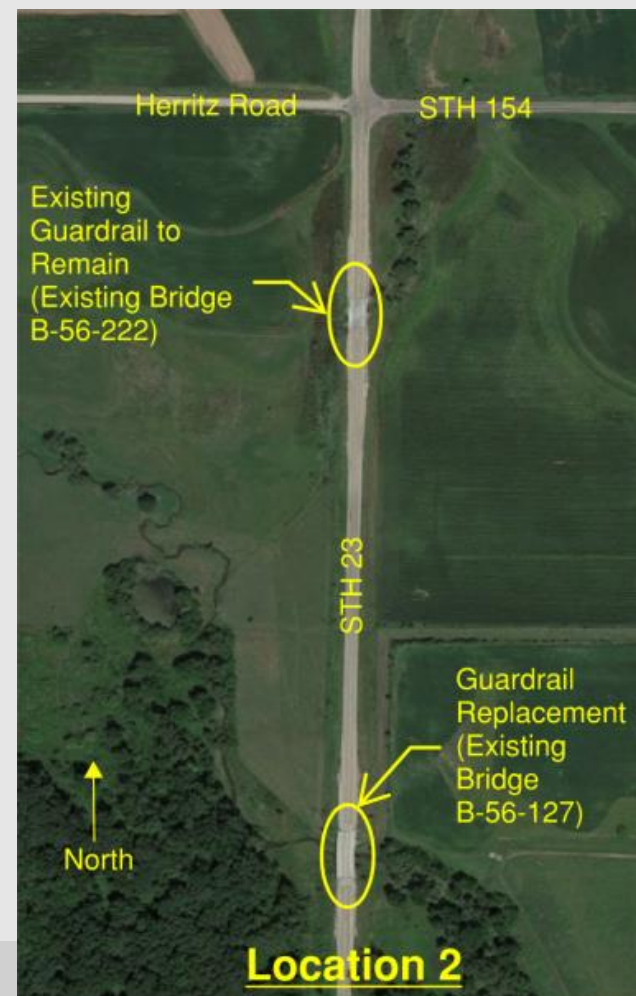 Herritz Road
STH 154
Existing
Guardrail to
Remain
(Existing Bridge
B-56-222)
STH 23
Guardrail
Replacement
(Existing
Bridge
B-56-127)
North
Location 2